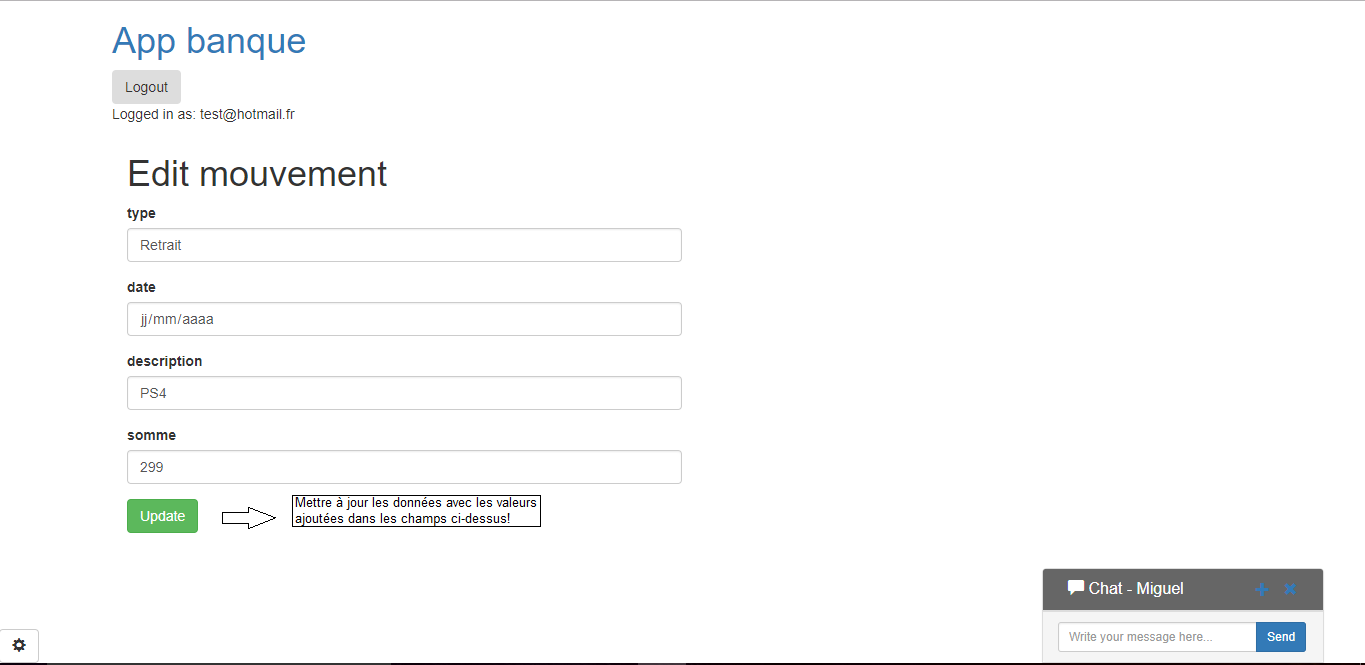 App banque
Logout
Logged in as: test@hotmail.fr
Edit mouvement
type
Retrait
date
jj/mm/aaaa
description
PS4
somme
299
Update
Mettre à jour les données avec les valeurs
ajoutées dans les champs ci-dessus!
Chat - Miguel
Write your message here...
Send